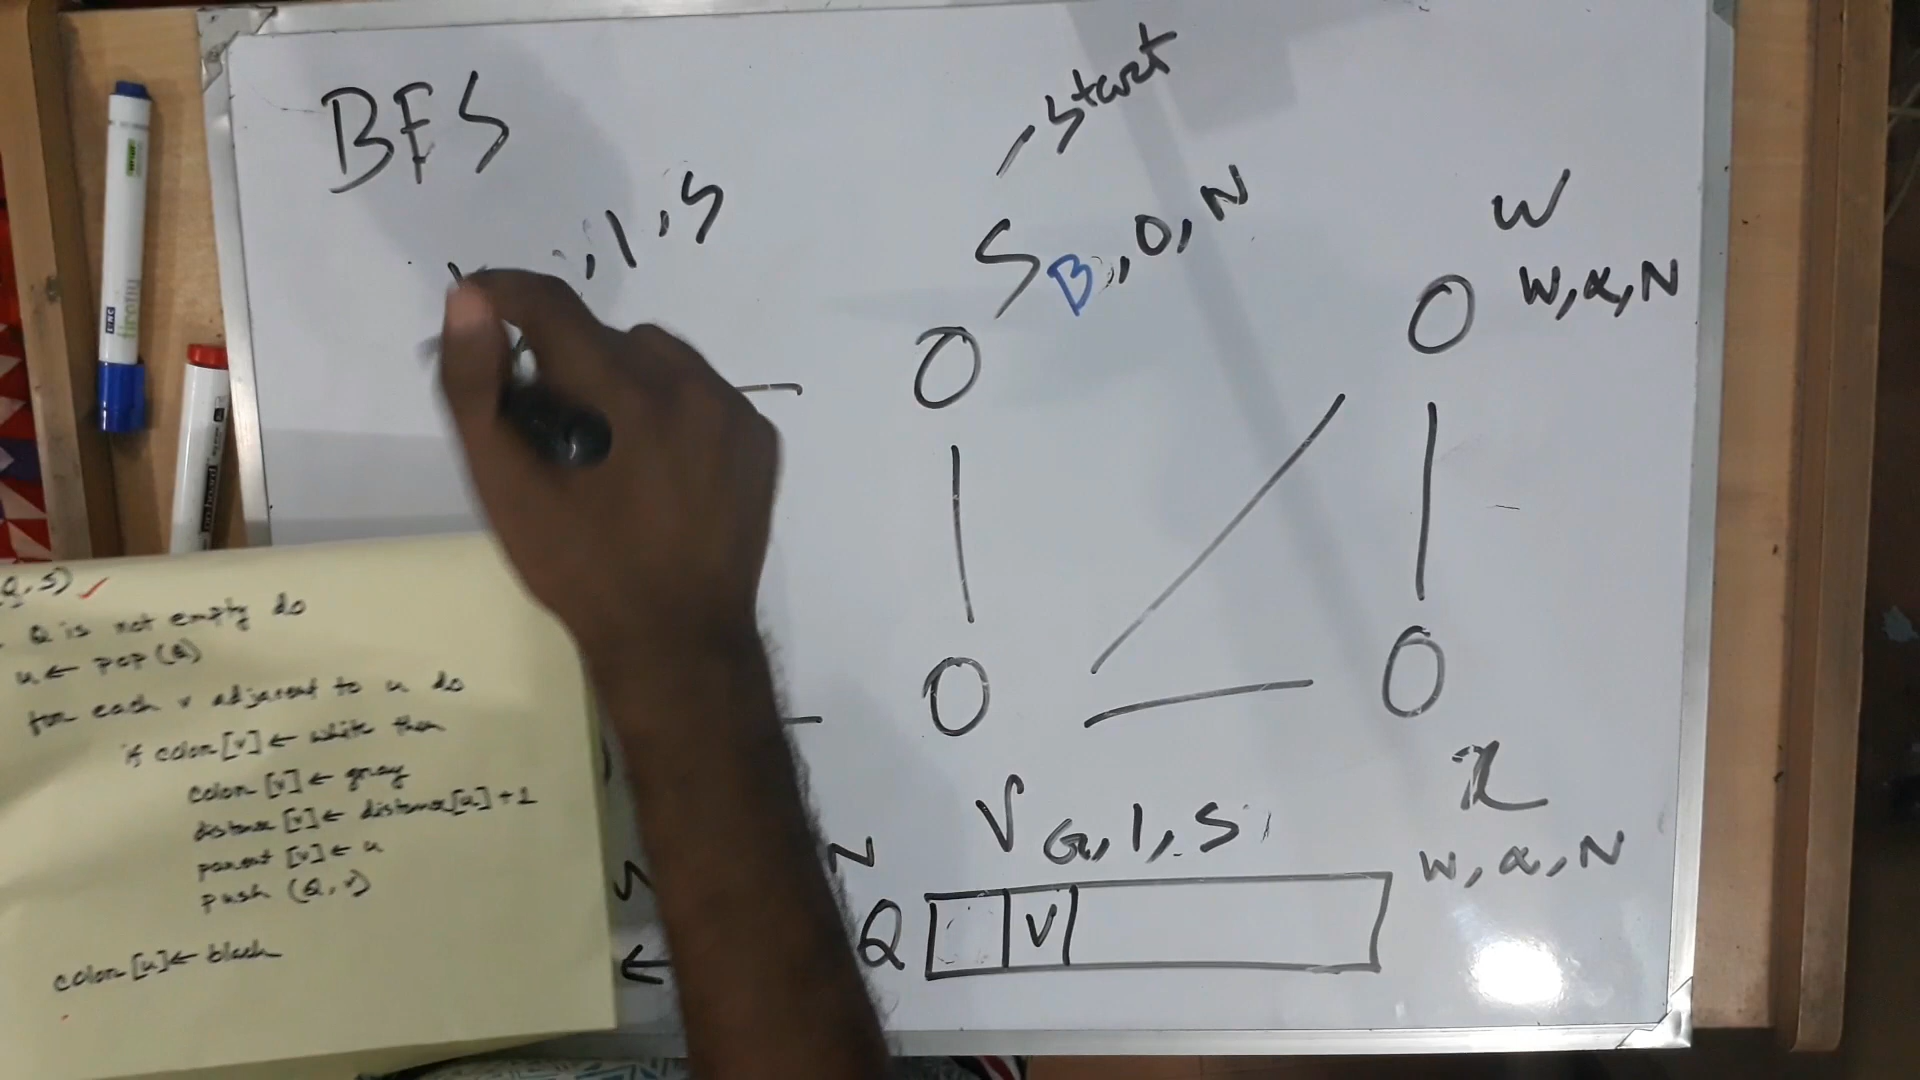 BFS
start
S B, 0, N
, 1, S
W
W, α, N
V G, 1, S
x
W, α, N
N
Q V
←
Q, S) ✓
Q is not empty do
u ← pop (Q)
for each v adjacent to u do
if color [v] ← white then
color [v] ← gray
distance [v] ← distance [u] + 1
parent [v] ← u
push (Q, v)
color [u] ← black